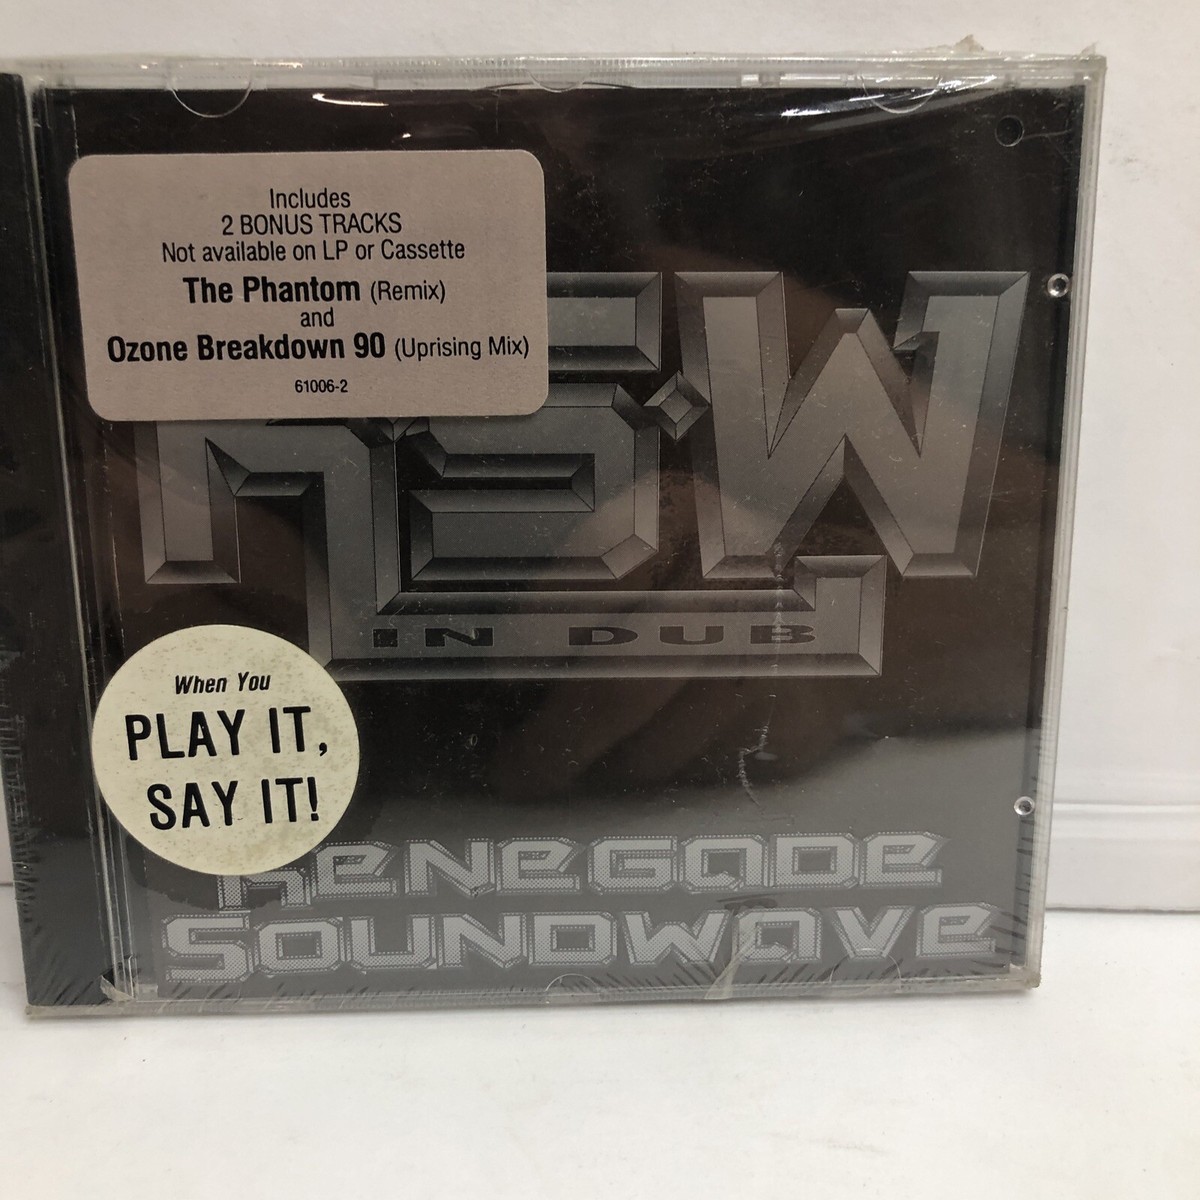 Includes
2 BONUS TRACKS
Not available on LP or Cassette
The Phantom (Remix)
and
Ozone Breakdown 90 (Uprising Mix)
61006-2
R.S.W
IN DUB
When You
PLAY IT,
SAY IT!
RENEGADE
SOUNDWAVE